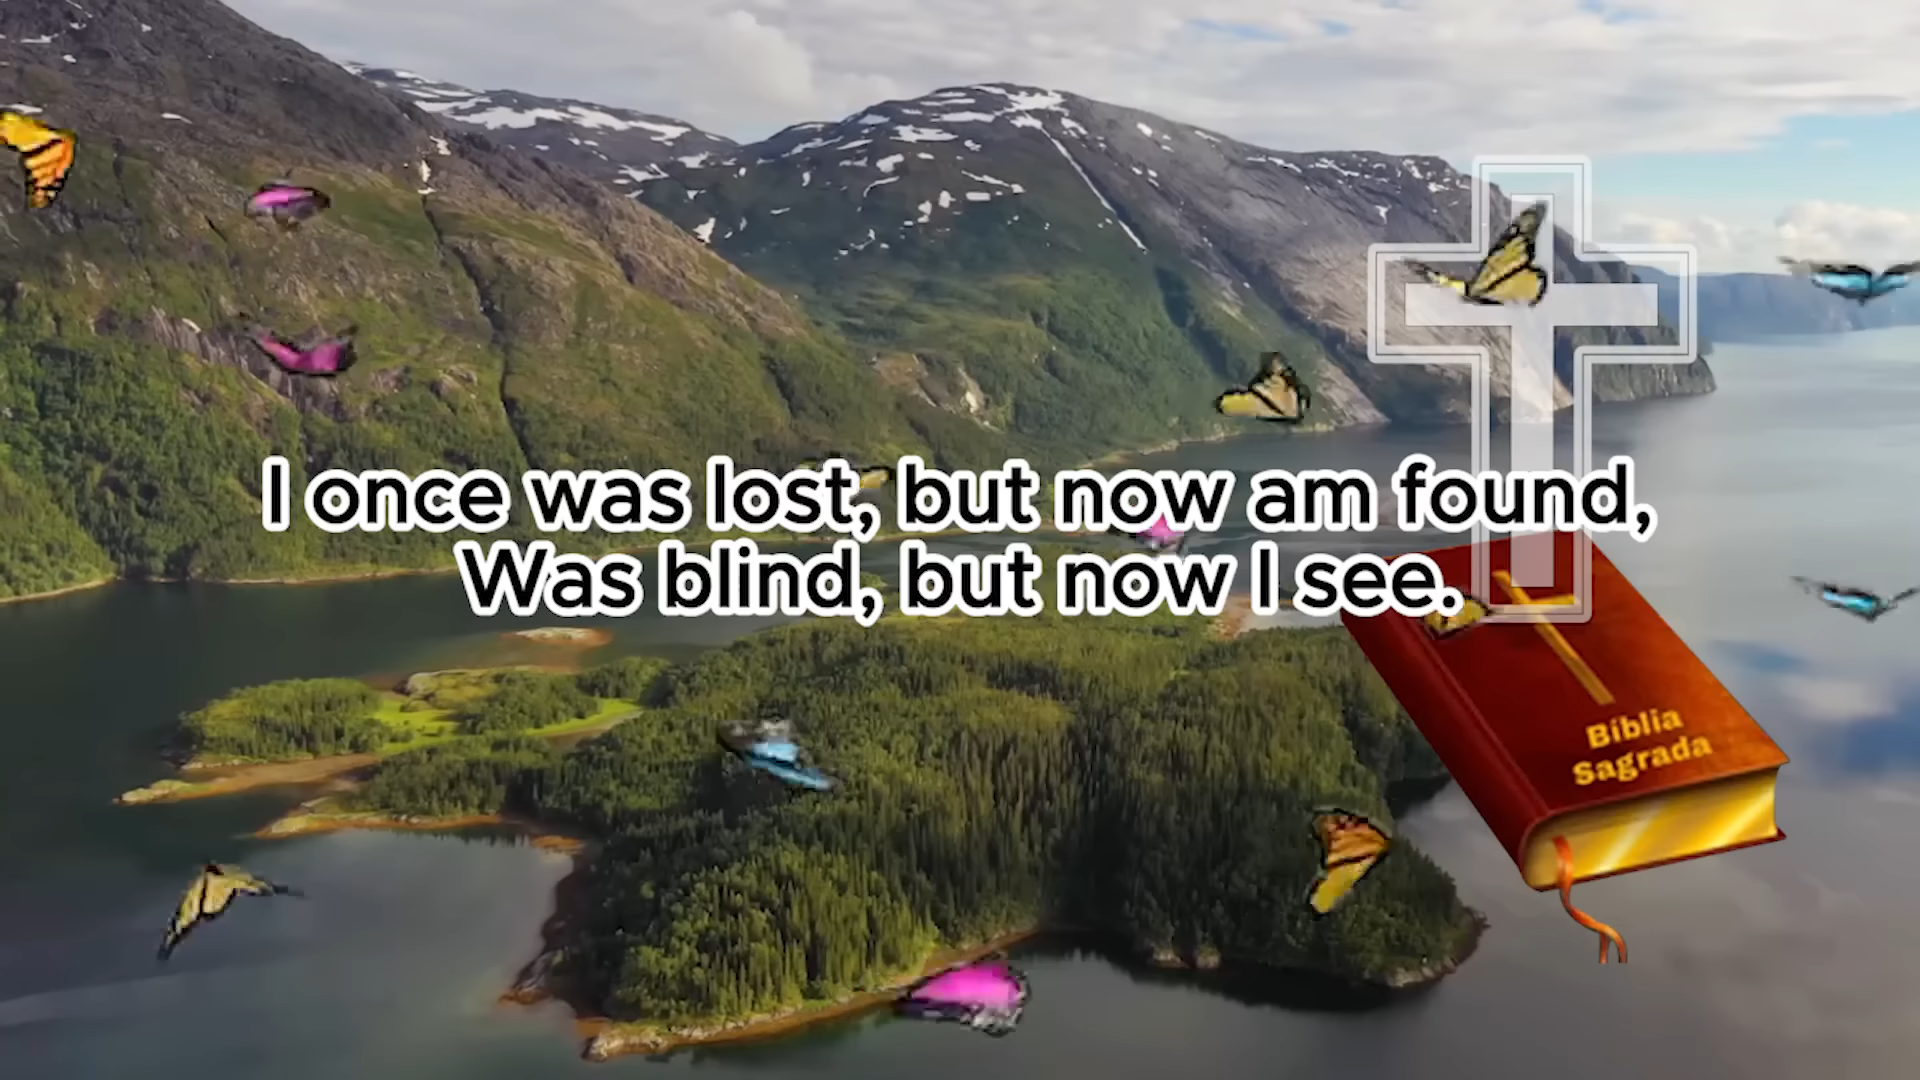 I once was lost, but now am found,
Was blind, but now I see.
Bíblia
Sagrada